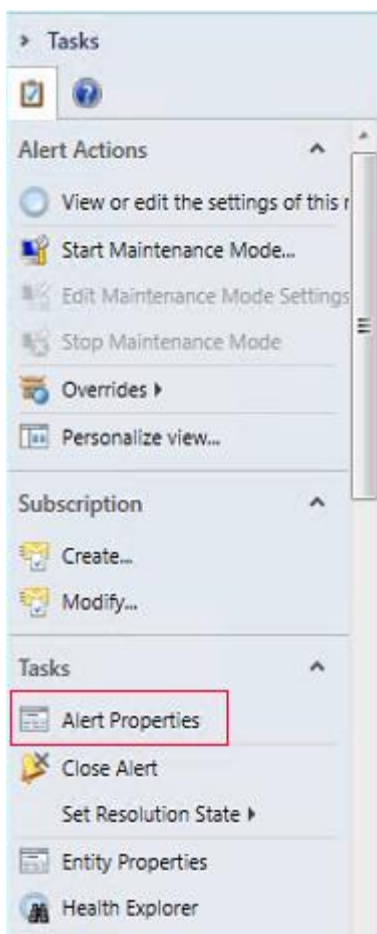 Tasks
Alert Actions
View or edit the settings of this
Start Maintenance Mode...
Edit Maintenance Mode Settings
Stop Maintenance Mode
Overrides
Personalize view...
Subscription
Create...
Modify...
Tasks
Alert Properties
Close Alert
Set Resolution State
Entity Properties
Health Explorer